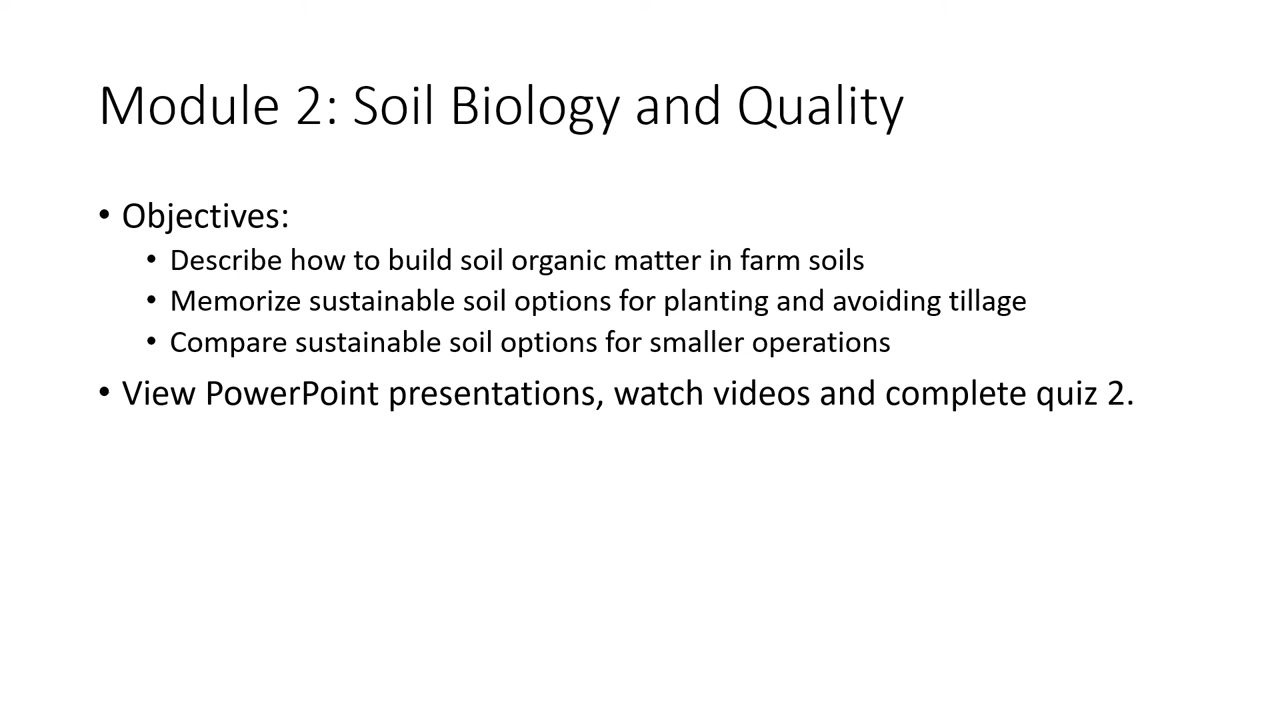 Module 2: Soil Biology and Quality
• Objectives:
• Describe how to build soil organic matter in farm soils
• Memorize sustainable soil options for planting and avoiding tillage
• Compare sustainable soil options for smaller operations
• View PowerPoint presentations, watch videos and complete quiz 2.